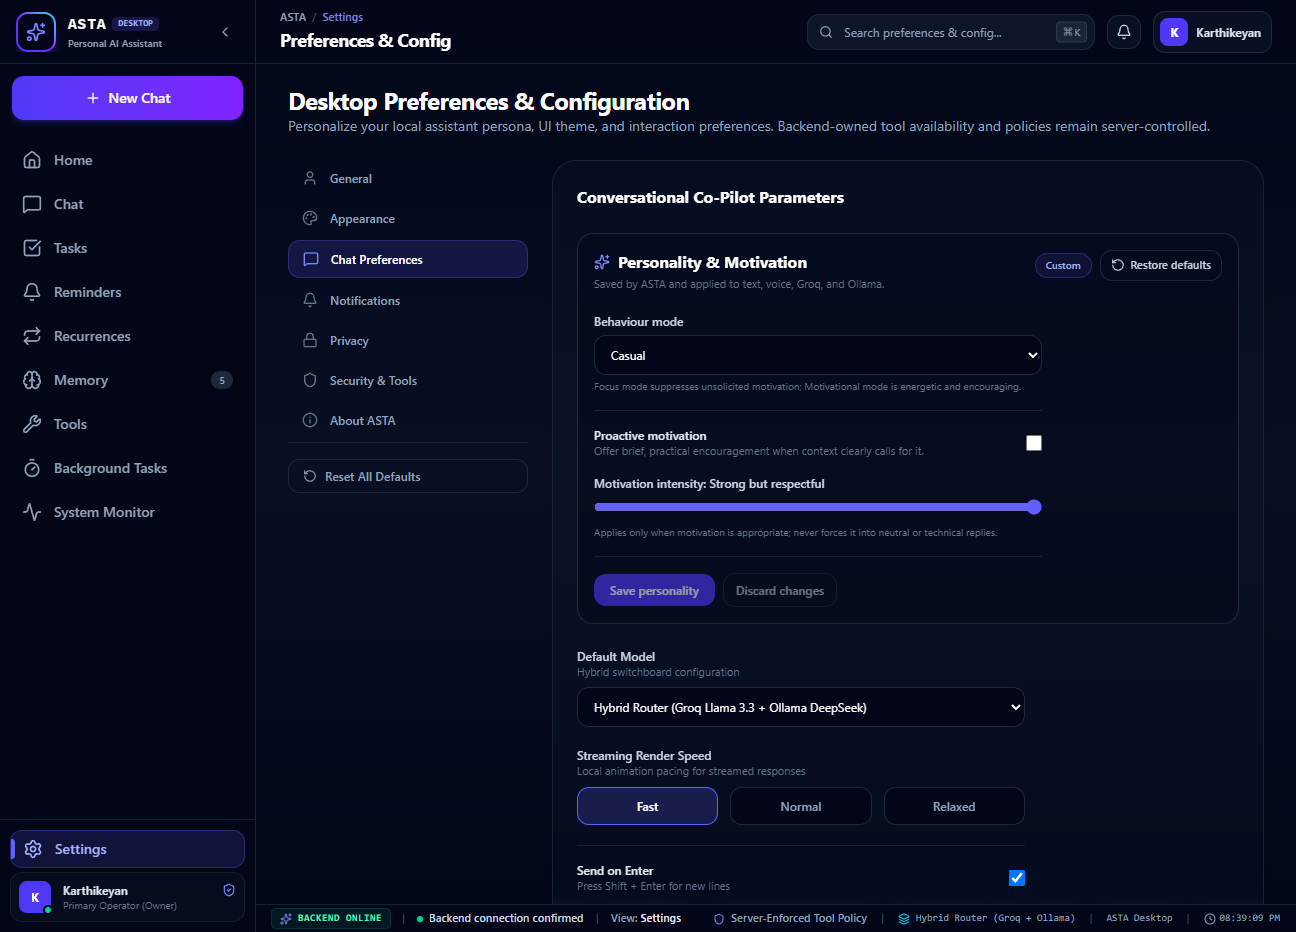 ASTA DESKTOP
Personal AI Assistant
New Chat
Home
Chat
Tasks
Reminders
Recurrences
Memory 5
Tools
Background Tasks
System Monitor
Settings
K Karthikeyan
Primary Operator (Owner)
ASTA / Settings
Preferences & Config
Search preferences & config... ⌘K
K Karthikeyan
Desktop Preferences & Configuration
Personalize your local assistant persona, UI theme, and interaction preferences. Backend-owned tool availability and policies remain server-controlled.
General
Appearance
Chat Preferences
Notifications
Privacy
Security & Tools
About ASTA
Reset All Defaults
Conversational Co-Pilot Parameters
Personality & Motivation
Custom
Restore defaults
Saved by ASTA and applied to text, voice, Groq, and Ollama.
Behaviour mode
Casual
Focus mode suppresses unsolicited motivation; Motivational mode is energetic and encouraging.
Proactive motivation
Offer brief, practical encouragement when context clearly calls for it.
Motivation intensity: Strong but respectful
Applies only when motivation is appropriate; never forces it into neutral or technical replies.
Save personality
Discard changes
Default Model
Hybrid switchboard configuration
Hybrid Router (Groq Llama 3.3 + Ollama DeepSeek)
Streaming Render Speed
Local animation pacing for streamed responses
Fast
Normal
Relaxed
Send on Enter
Press Shift + Enter for new lines
BACKEND ONLINE | Backend connection confirmed | View: Settings Server-Enforced Tool Policy | Hybrid Router (Groq + Ollama) | ASTA Desktop | 08:39:09 PM